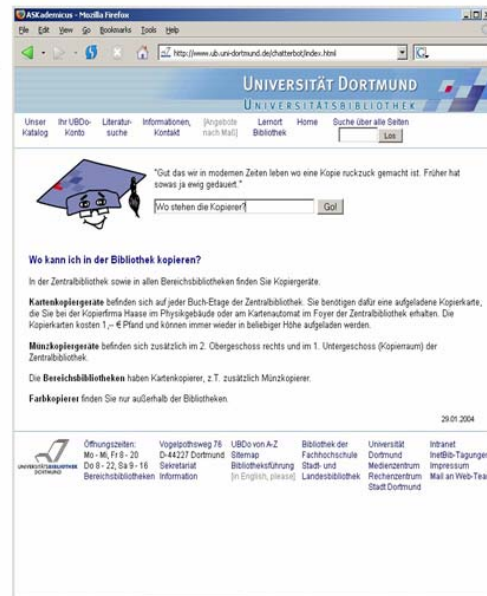 ASKademicus - Mozilla Firefox
File Edit View Go Bookmarks Tools Help
http://www.ub.uni-dortmund.de/chatterbot/index.html
UNIVERSITÄT DORTMUND
UNIVERSITÄTSBIBLIOTHEK
Unser Katalog
Ihr UBDo-Konto
Literatur-suche
Informationen, Kontakt
[Angebote nach Maß]
Lernort Bibliothek
Home
Suche über alle Seiten
Los
"Gut das wir in modernen Zeiten leben wo eine Kopie ruckzuck gemacht ist. Früher hat
sowas ja ewig gedauert."
Wo stehen die Kopierer?
Go!
Wo kann ich in der Bibliothek kopieren?
In der Zentralbibliothek sowie in allen Bereichsbibliotheken finden Sie Kopiergeräte.
Kartenkopiergeräte befinden sich auf jeder Buch-Etage der Zentralbibliothek. Sie benötigen dafür eine aufgeladene Kopierkarte,
die Sie bei der Kopierfirma Haase im Physikgebäude oder am Kartenautomat im Foyer der Zentralbibliothek erhalten. Die
Kopierkarten kosten 1,-- € Pfand und können immer wieder in beliebiger Höhe aufgeladen werden.
Münzkopiergeräte befinden sich zusätzlich im 2. Obergeschoss rechts und im 1. Untergeschoss (Kopierraum) der
Zentralbibliothek.
Die Bereichsbibliotheken haben Kartenkopierer, z.T. zusätzlich Münzkopierer.
Farbkopierer finden Sie nur außerhalb der Bibliotheken.
29.01.2004
UNIVERSITÄTSBIBLIOTHEK
DORTMUND
Öffnungszeiten:
Mo - Mi, Fr 8 - 20
Do 8 - 22, Sa 9 - 16
Bereichsbibliotheken
Vogelpothsweg 76
D-44227 Dortmund
Sekretariat
Information
UBDo von A-Z
Sitemap
Bibliotheksführung
[in English, please]
Bibliothek der
Fachhochschule
Stadt- und
Landesbibliothek
Universität
Dortmund
Medienzentrum
Rechenzentrum
Stadt Dortmund
Intranet
InetBib-Tagungen
Impressum
Mail an Web-Tea